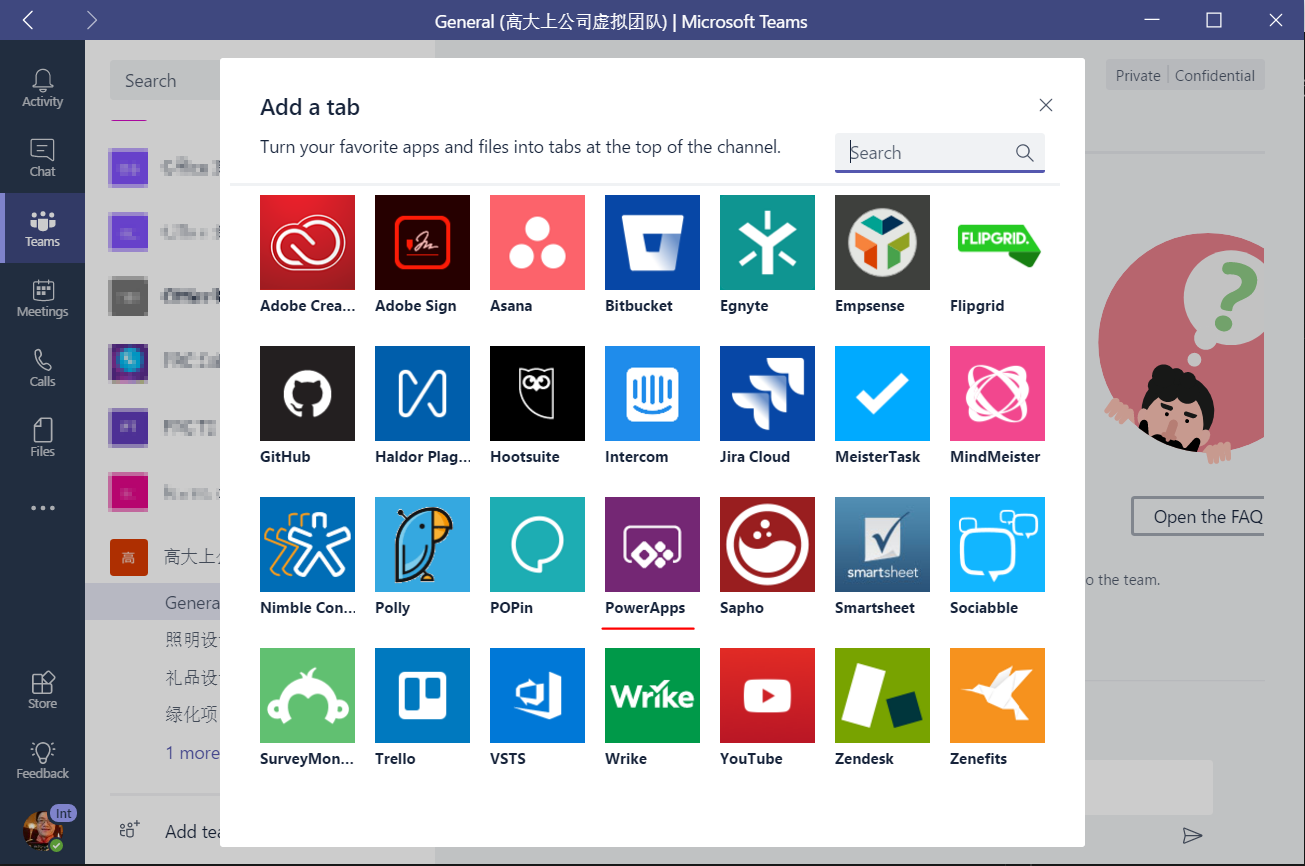 General (高大上公司虚拟团队) | Microsoft Teams
Activity
Chat
Teams
Meetings
Calls
Files
Store
Feedback
Int
Search
高
高大上
Genera
照明设
礼品设
绿化项
1 more
Add tea
Private
Confidential
Add a tab
Turn your favorite apps and files into tabs at the top of the channel.
Search
FLIPGRID.
Adobe Crea...
Adobe Sign
Asana
Bitbucket
Egnyte
Empsense
Flipgrid
GitHub
Haldor Plag...
Hootsuite
Intercom
Jira Cloud
MeisterTask
MindMeister
smartsheet
Nimble Con...
Polly
POPin
PowerApps
Sapho
Smartsheet
Sociabble
Wrike
SurveyMon...
Trello
VSTS
Wrike
YouTube
Zendesk
Zenefits
Open the FAQ
o the team.